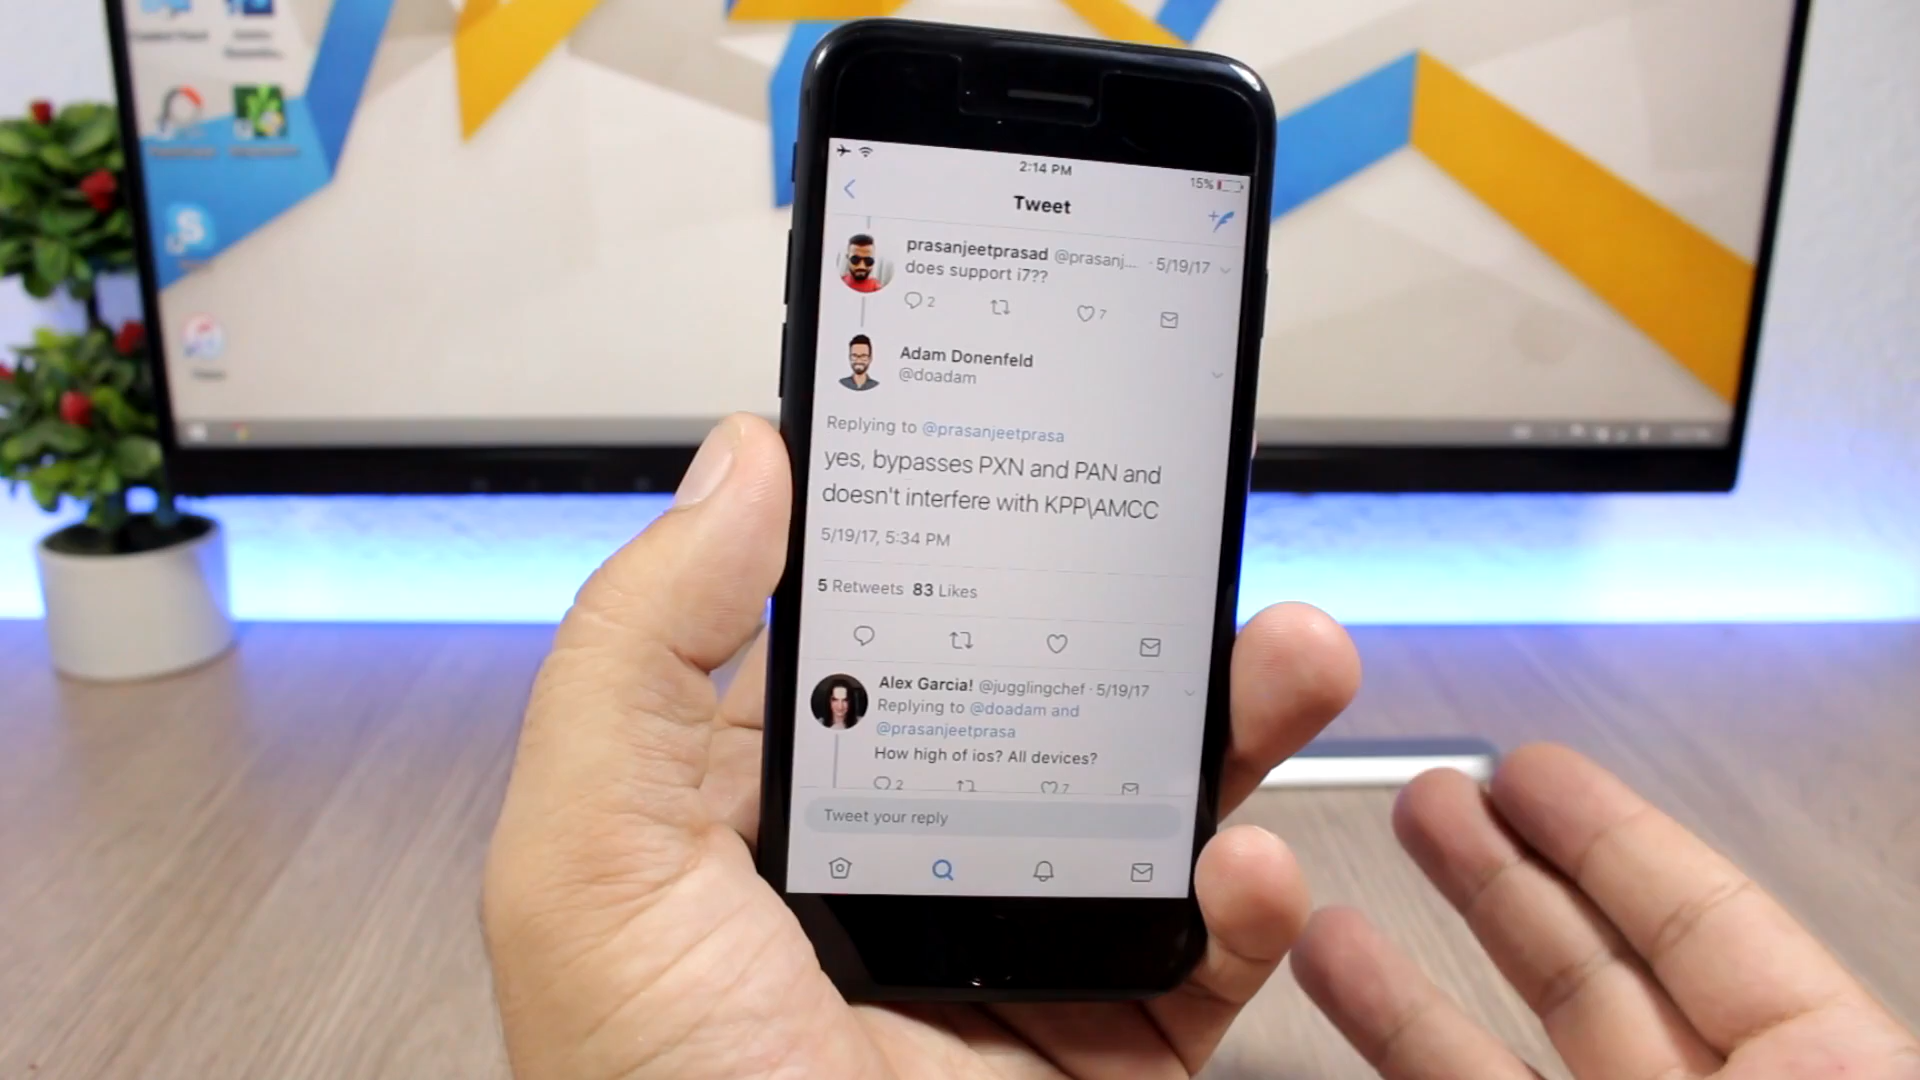 2:14 PM
15%
Tweet
prasanjeetprasad @prasanj... · 5/19/17
does support i7??
2
7
Adam Donenfeld
@doadam
Replying to @prasanjeetprasa
yes, bypasses PXN and PAN and
doesn't interfere with KPP\AMCC
5/19/17, 5:34 PM
5 Retweets 83 Likes
Alex Garcia! @jugglingchef · 5/19/17
Replying to @doadam and
@prasanjeetprasa
How high of ios? All devices?
2
7
Tweet your reply